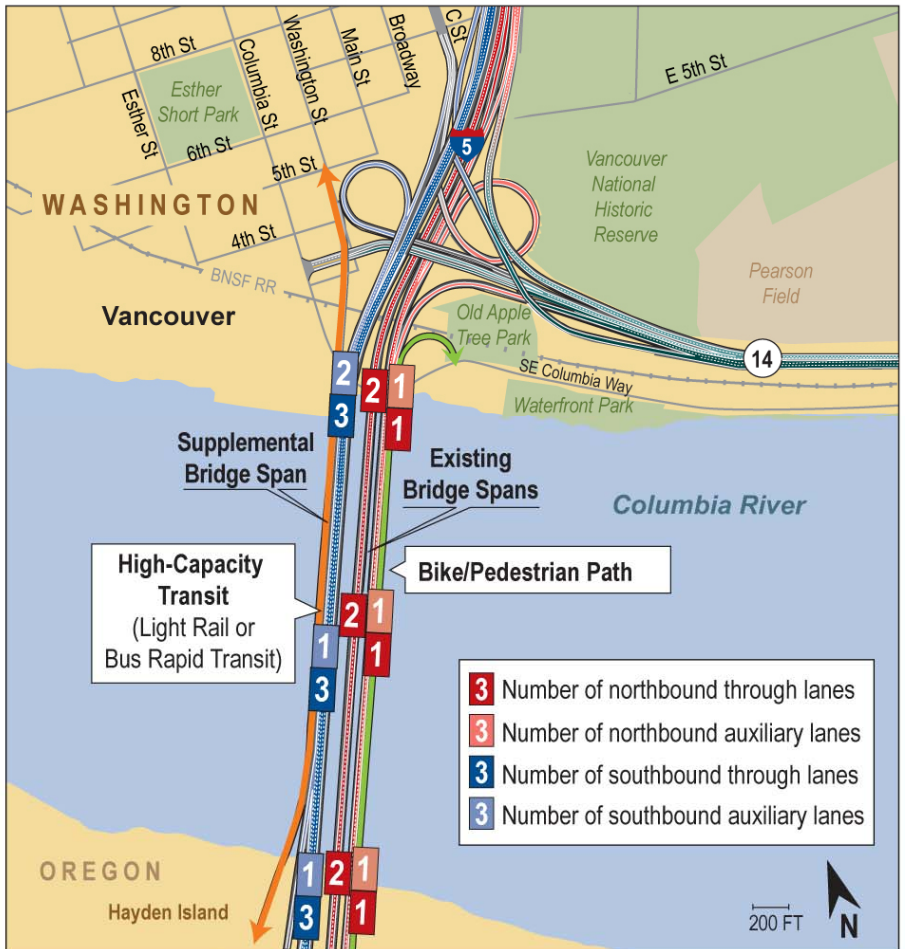 C St
Broadway
Main St
Washington St
Columbia St
8th St
Esther
Short Park
Esther St
6th St
5th St
4th St
E 5th St
5
WASHINGTON
Vancouver
National
Historic
Reserve
Pearson
Field
BNSF RR
Vancouver
Old Apple
Tree Park
14
SE Columbia Way
Waterfront Park
2
3
2
1
1
Supplemental
Bridge Span
Existing
Bridge Spans
Columbia River
High-Capacity
Transit
(Light Rail or
Bus Rapid Transit)
Bike/Pedestrian Path
1
3
2
1
1
3 Number of northbound through lanes
3 Number of northbound auxiliary lanes
3 Number of southbound through lanes
3 Number of southbound auxiliary lanes
OREGON
Hayden Island
1
3
2
1
1
200 FT
N